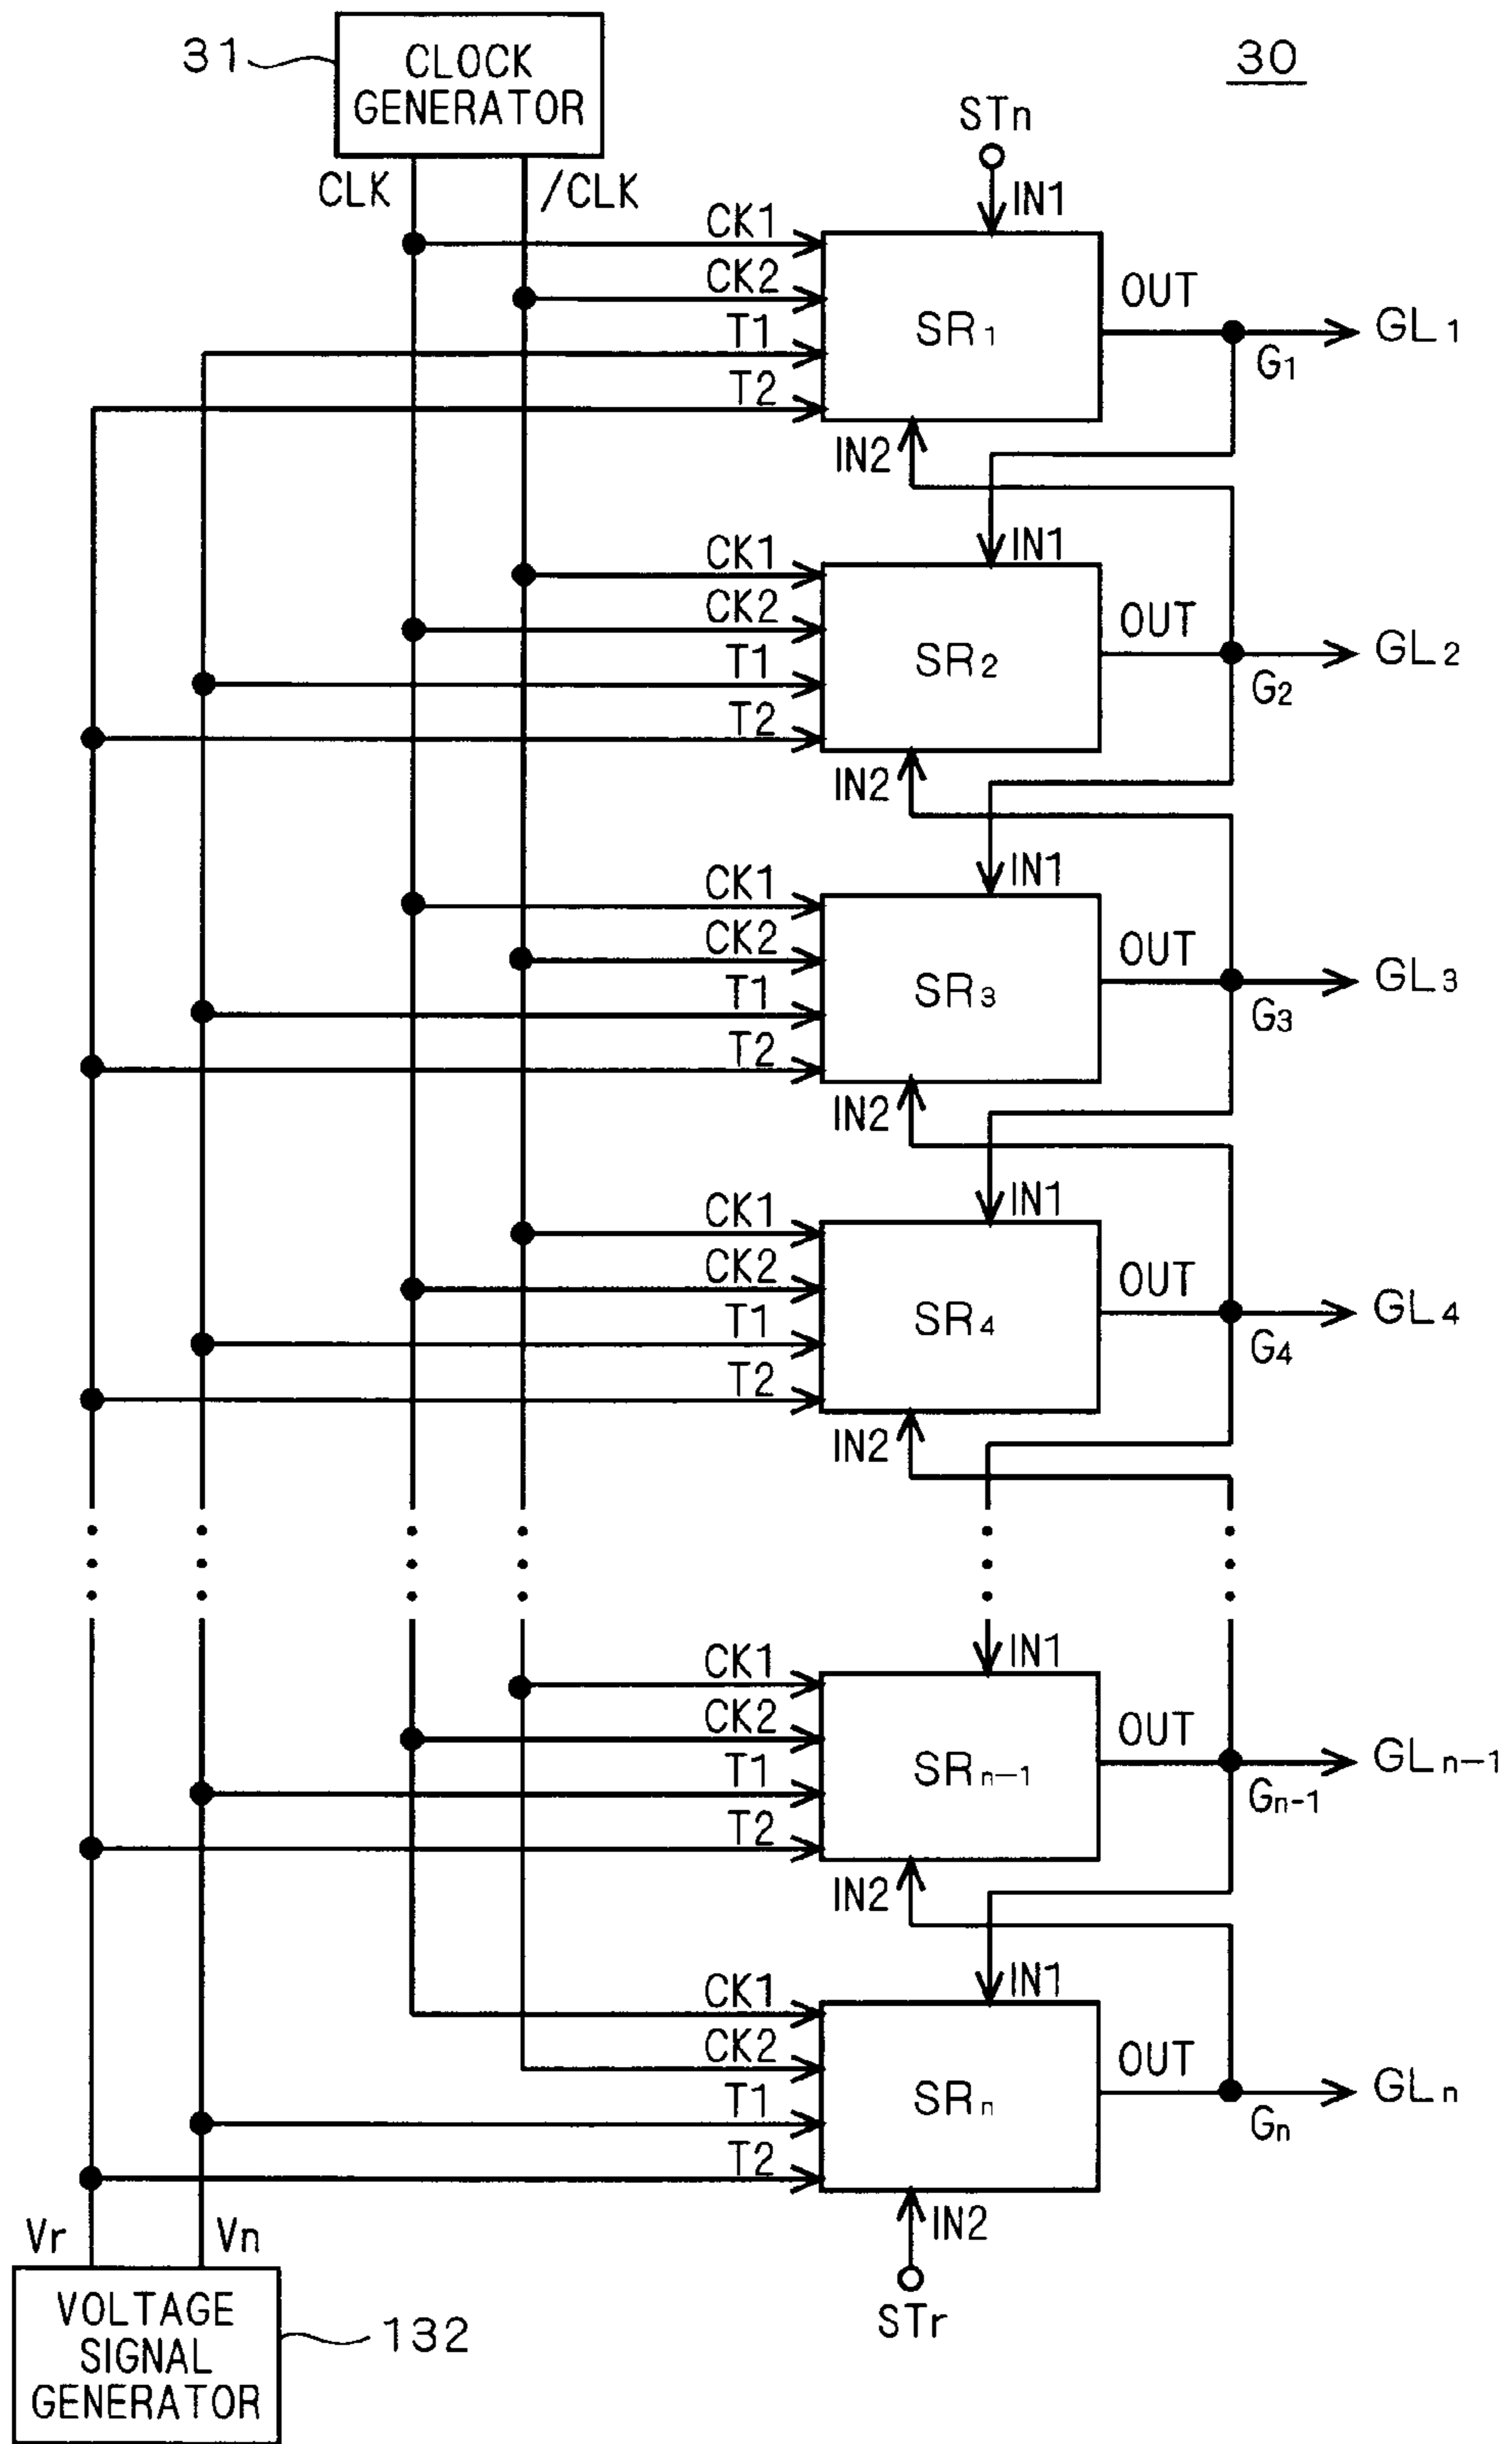 31
CLOCK
GENERATOR
30
STn
CLK
/CLK
IN1
CK1
CK2
T1
T2
SR1
OUT
GL1
G1
IN2
IN1
CK1
CK2
T1
T2
SR2
OUT
GL2
G2
IN2
IN1
CK1
CK2
T1
T2
SR3
OUT
GL3
G3
IN2
IN1
CK1
CK2
T1
T2
SR4
OUT
GL4
G4
IN2
IN1
CK1
CK2
T1
T2
SRn-1
OUT
GLn-1
Gn-1
IN2
IN1
CK1
CK2
T1
T2
SRn
OUT
GLn
Gn
IN2
STr
Vr
Vn
VOLTAGE
SIGNAL
GENERATOR
132